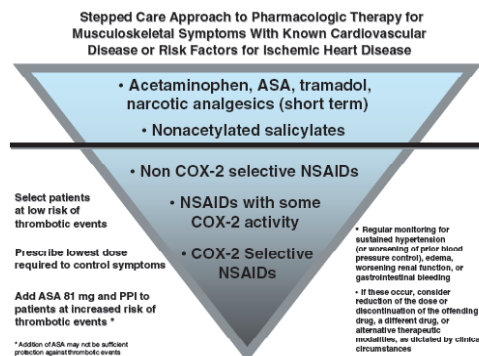 Stepped Care Approach to Pharmacologic Therapy for
Musculoskeletal Symptoms With Known Cardiovascular
Disease or Risk Factors for Ischemic Heart Disease
• Acetaminophen, ASA, tramadol,
narcotic analgesics (short term)
• Nonacetylated salicylates
• Non COX-2 selective NSAIDs
• NSAIDs with some
COX-2 activity
• COX-2 Selective
NSAIDs
Select patients
at low risk of
thrombotic events
Prescribe lowest dose
required to control symptoms
Add ASA 81 mg and PPI to
patients at increased risk of
thrombotic events *
* Addition of ASA may not be sufficient
protection against thrombotic events
• Regular monitoring for
sustained hypertension
(or worsening of prior blood
pressure control), edema,
worsening renal function, or
gastrointestinal bleeding
• If these occur, consider
reduction of the dose or
discontinuation of the offending
drug, a different drug, or
alternative therapeutic
modalities, as dictated by clinical
circumstances